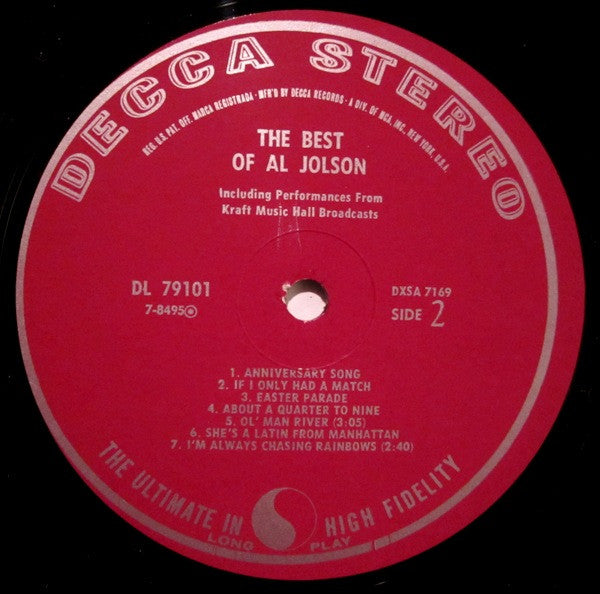 DECCA STEREO
REG. U.S. PAT. OFF. MARCA REGISTRADA · MFR'D BY DECCA RECORDS · A DIV. OF MCA, INC. NEW YORK, U.S.A.
THE BEST
OF AL JOLSON
Including Performances From
Kraft Music Hall Broadcasts
DL 79101
7-8495
DXSA 7169
SIDE 2
1. ANNIVERSARY SONG
2. IF I ONLY HAD A MATCH
3. EASTER PARADE
4. ABOUT A QUARTER TO NINE
5. OL' MAN RIVER (3:05)
6. SHE'S A LATIN FROM MANHATTAN
7. I'M ALWAYS CHASING RAINBOWS (2:40)
THE ULTIMATE IN HIGH FIDELITY
LONG PLAY